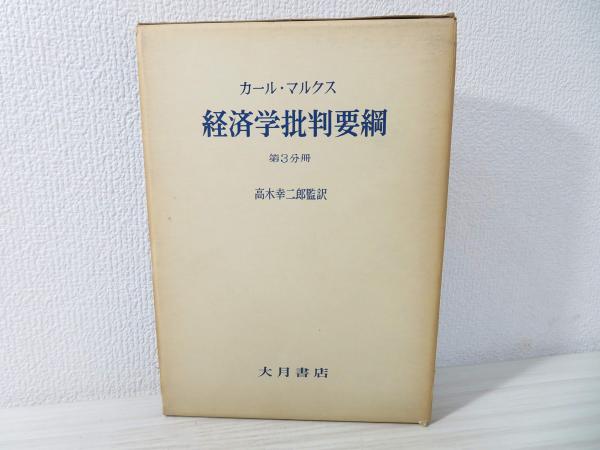 カール・マルクス
経済学批判要綱
第3分冊
高木幸二郎監訳
大月書店